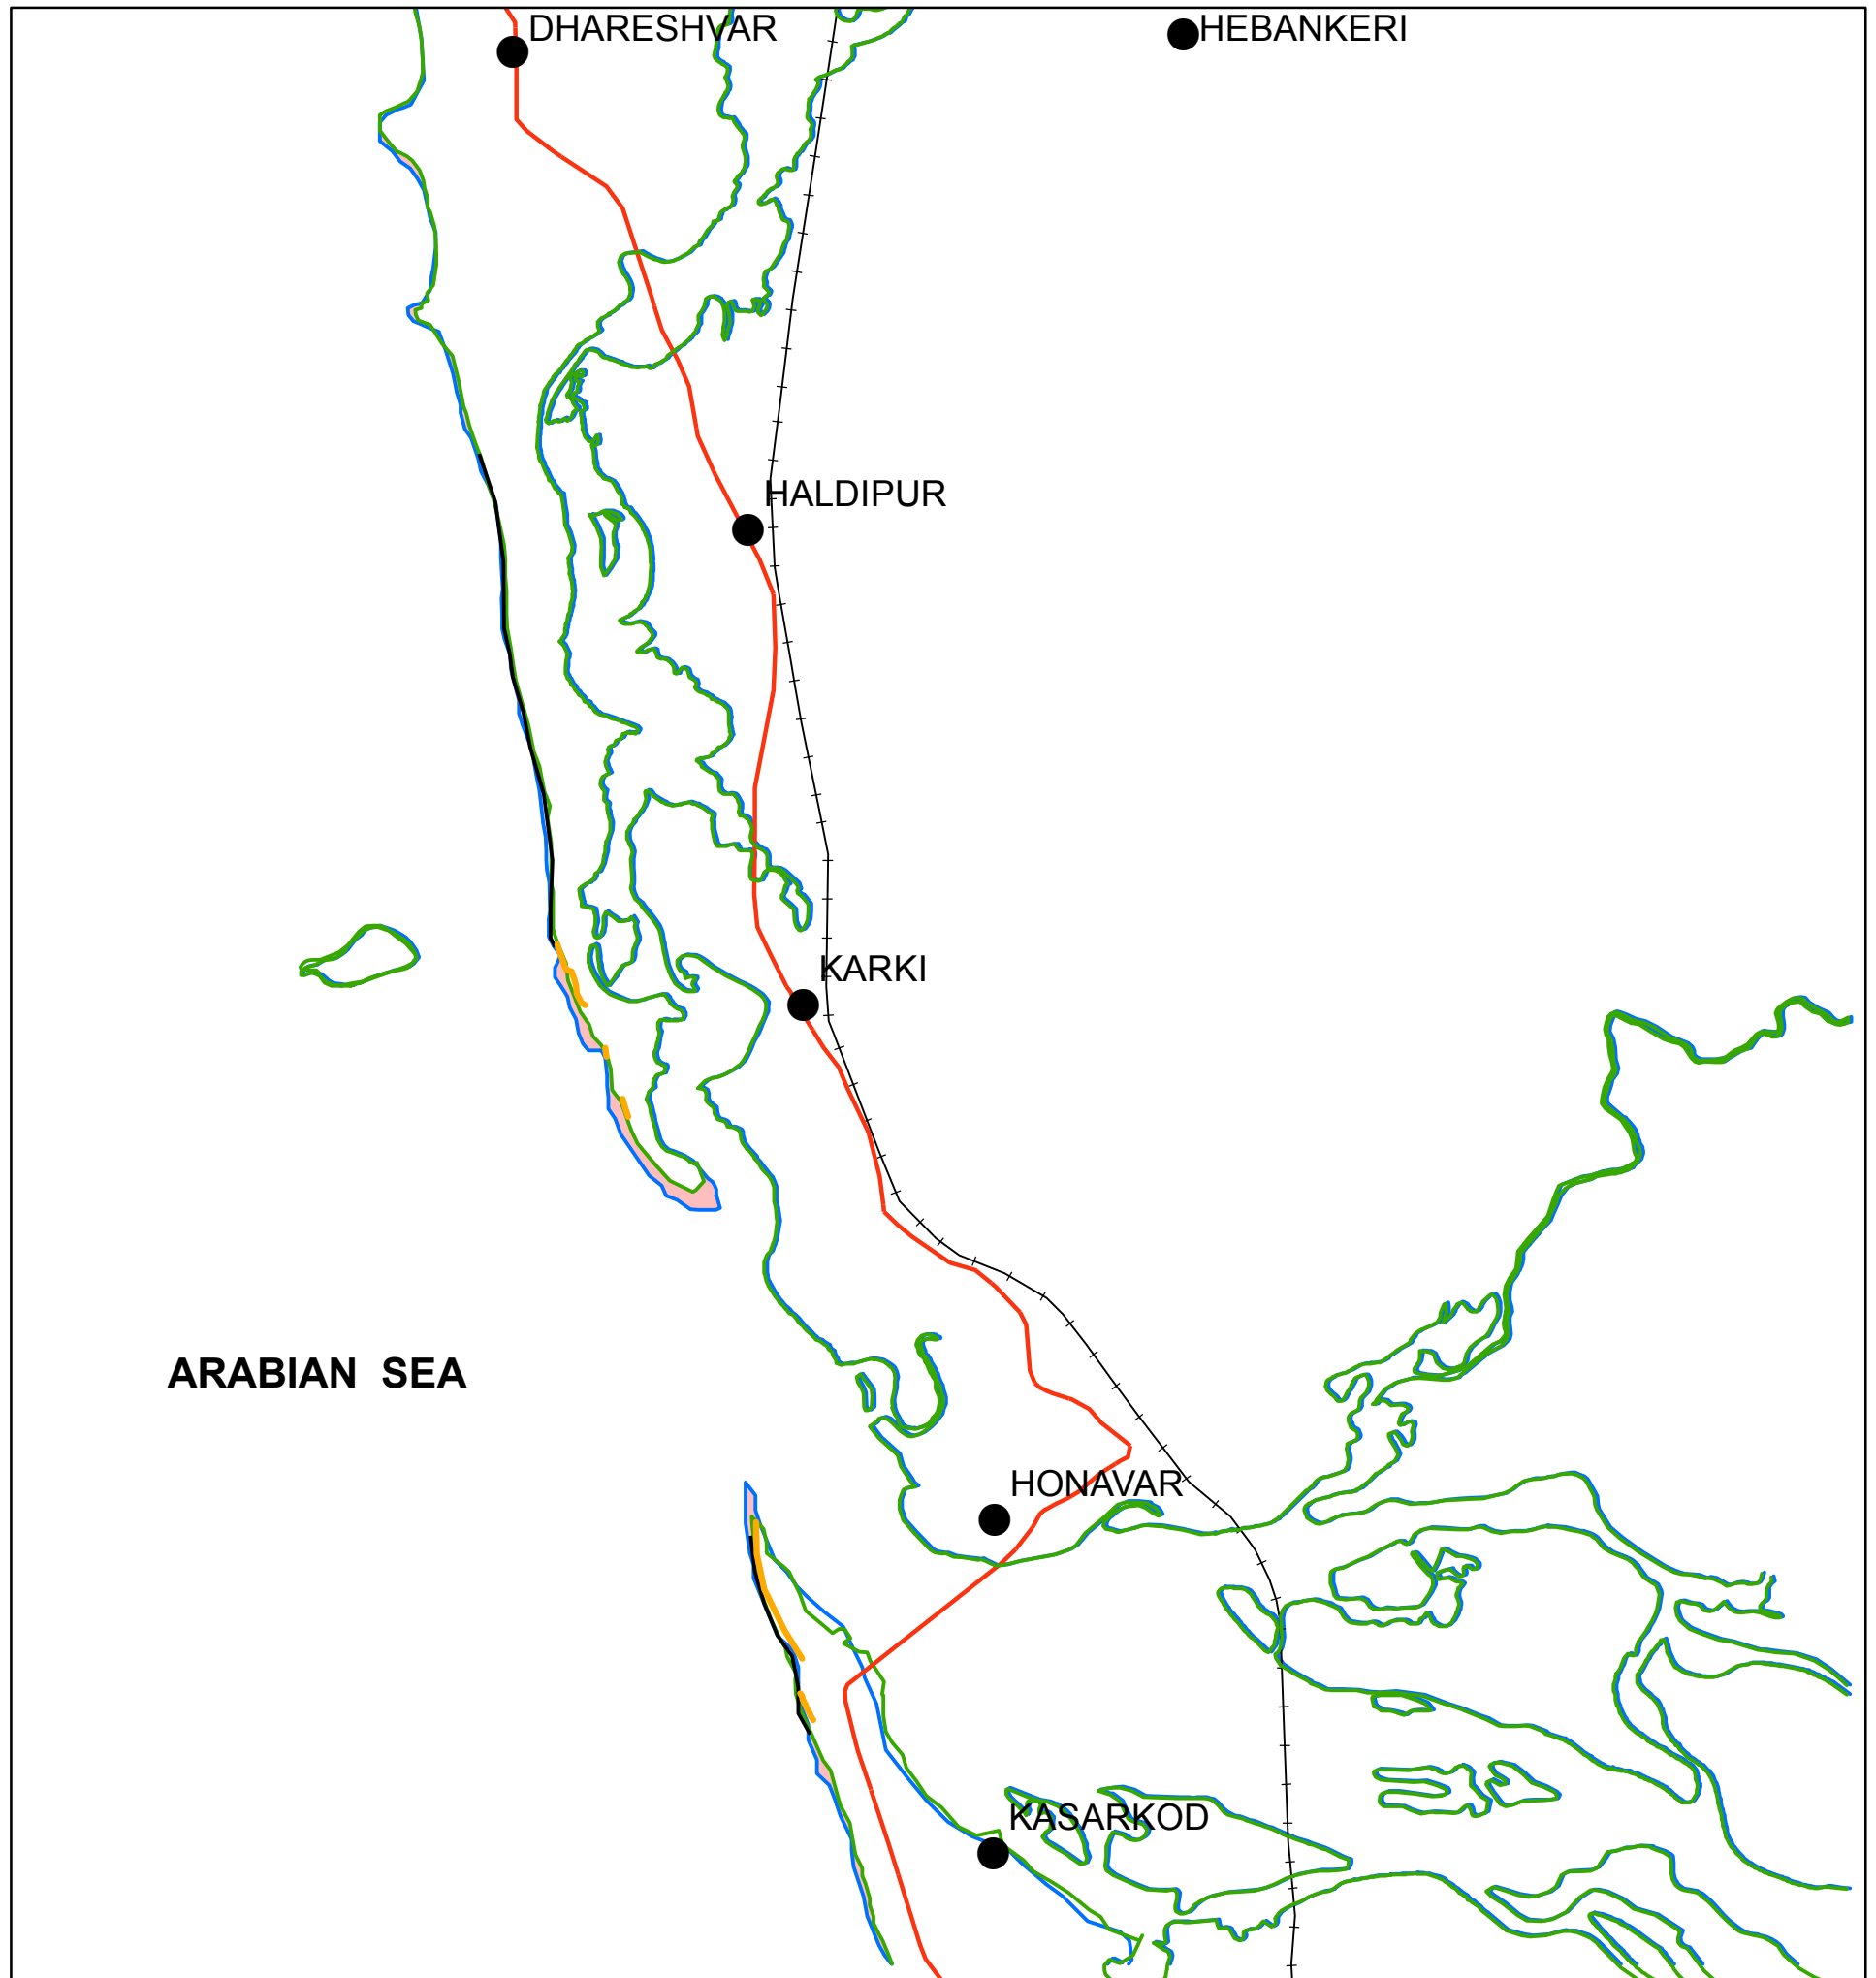 DHARESHVAR
HEBANKERI
HALDIPUR
KARKI
ARABIAN SEA
HONAVAR
KASARKOD